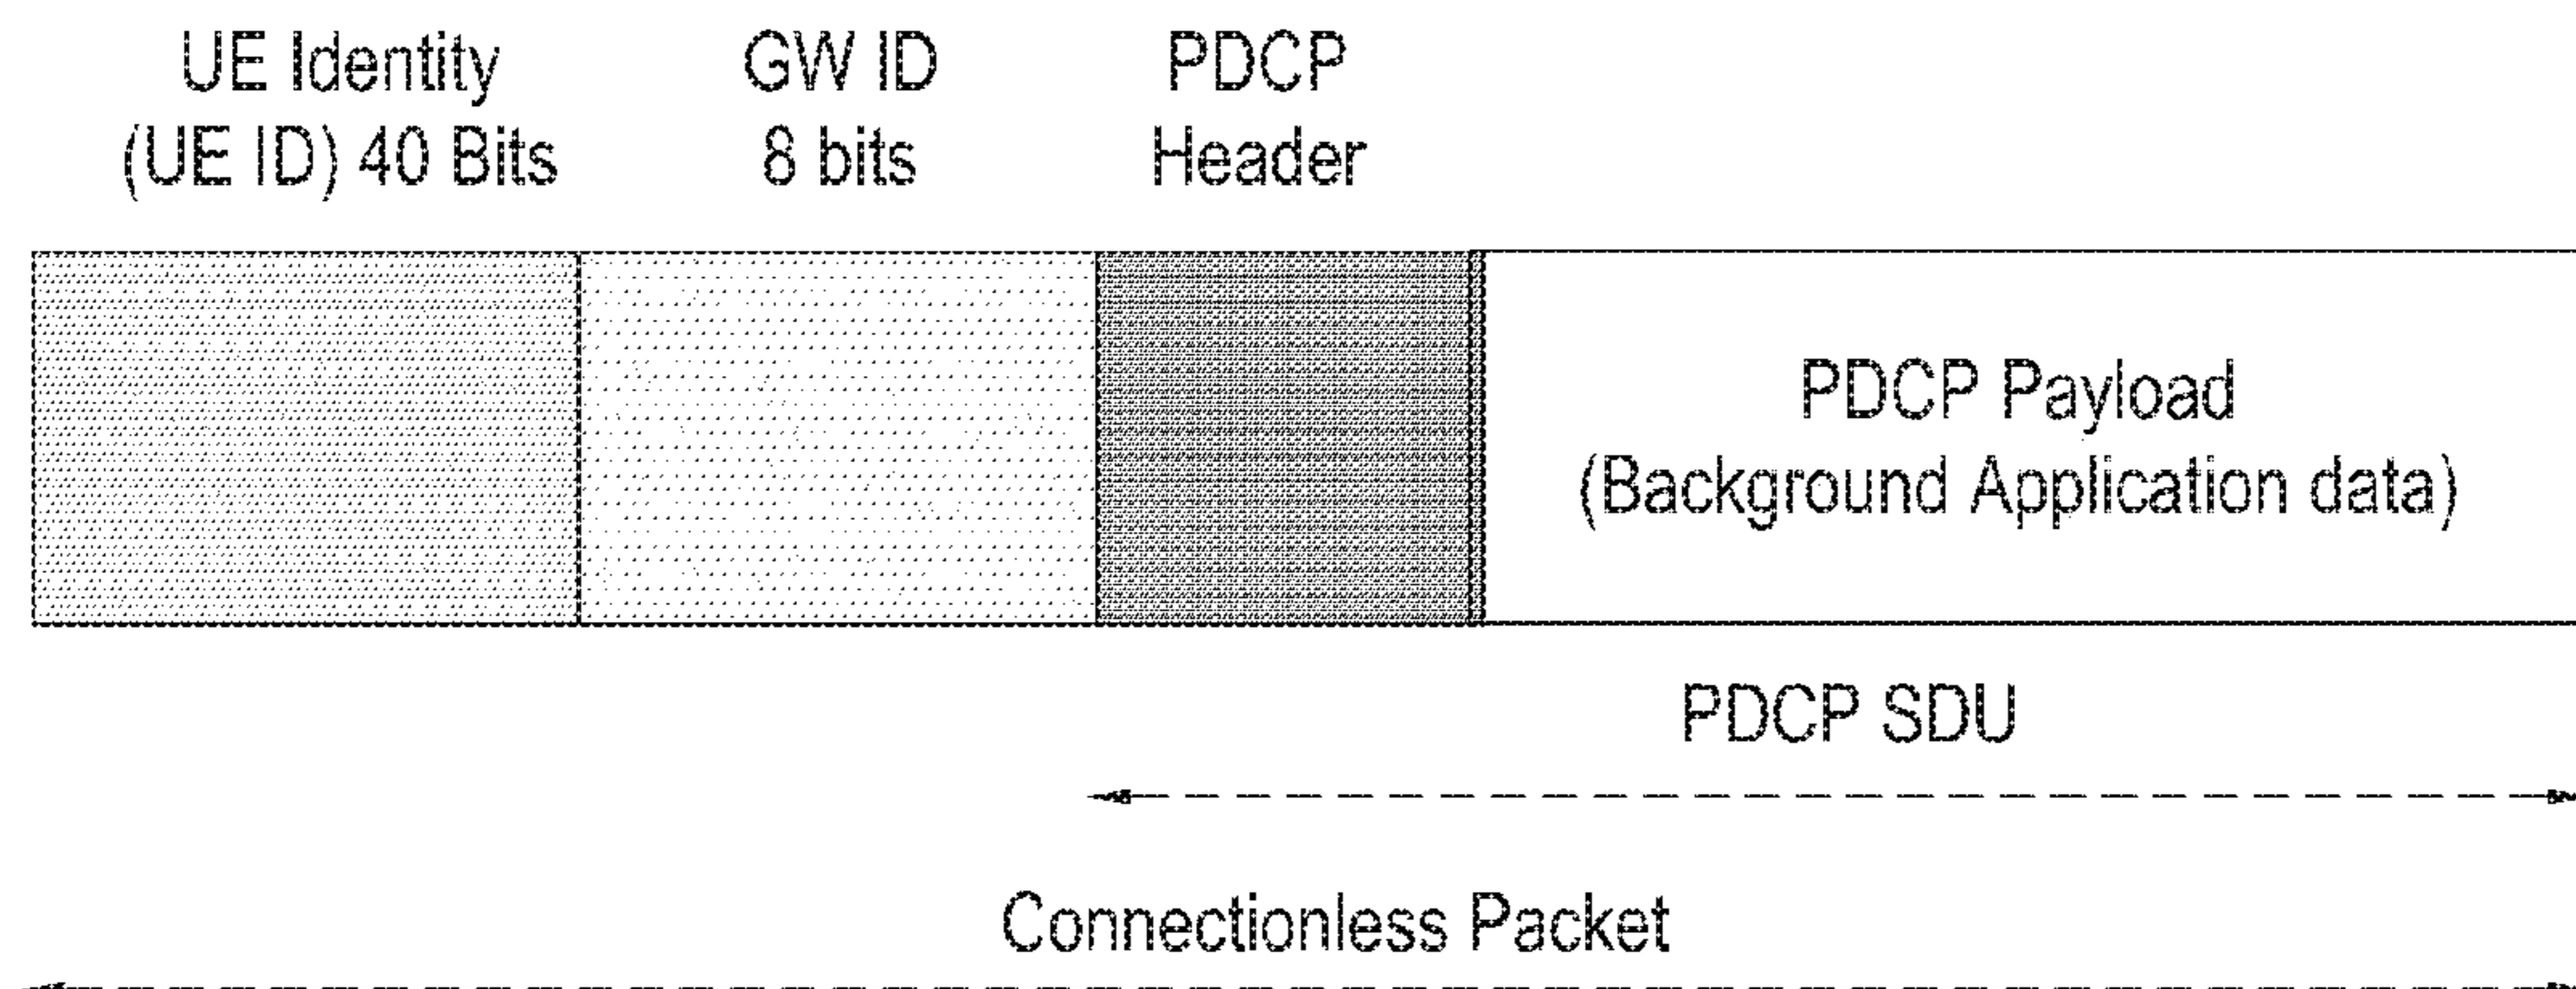 UE Identity
(UE ID) 40 Bits
GW ID
8 bits
PDCP
Header
PDCP Payload
(Background Application data)
PDCP SDU
Connectionless Packet